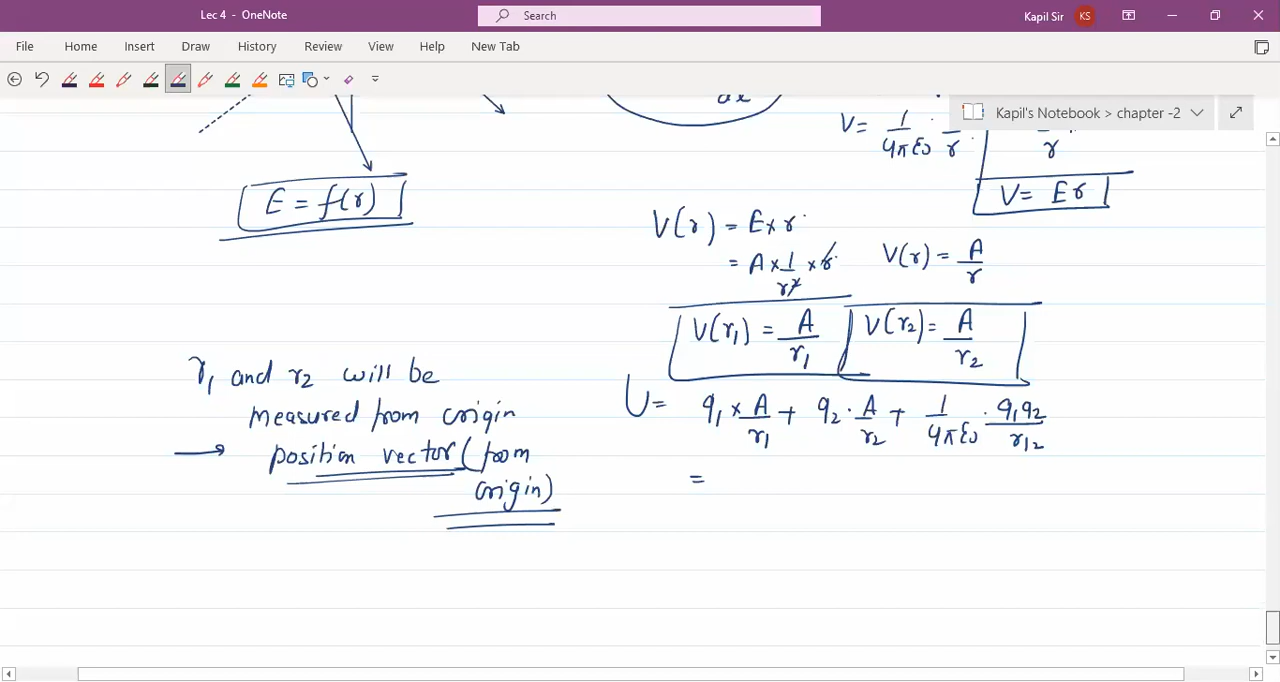 Lec 4 - OneNote
Search
Kapil Sir KS
File Home Insert Draw History Review View Help New Tab
Kapil's Notebook > chapter -2
dl
V = 1/4πε0 · /r
r
V = Er
E = f(r)
V(r) = E × r
= A × 1/r² × r
V(r) = A/r
V(r1) = A/r1
V(r2) = A/r2
r1 and r2 will be
measured from origin
→ position vector (from
origin)
U = q1 × A/r1 + q2 · A/r2 + 1/4πε0 · q1q2/r12
=